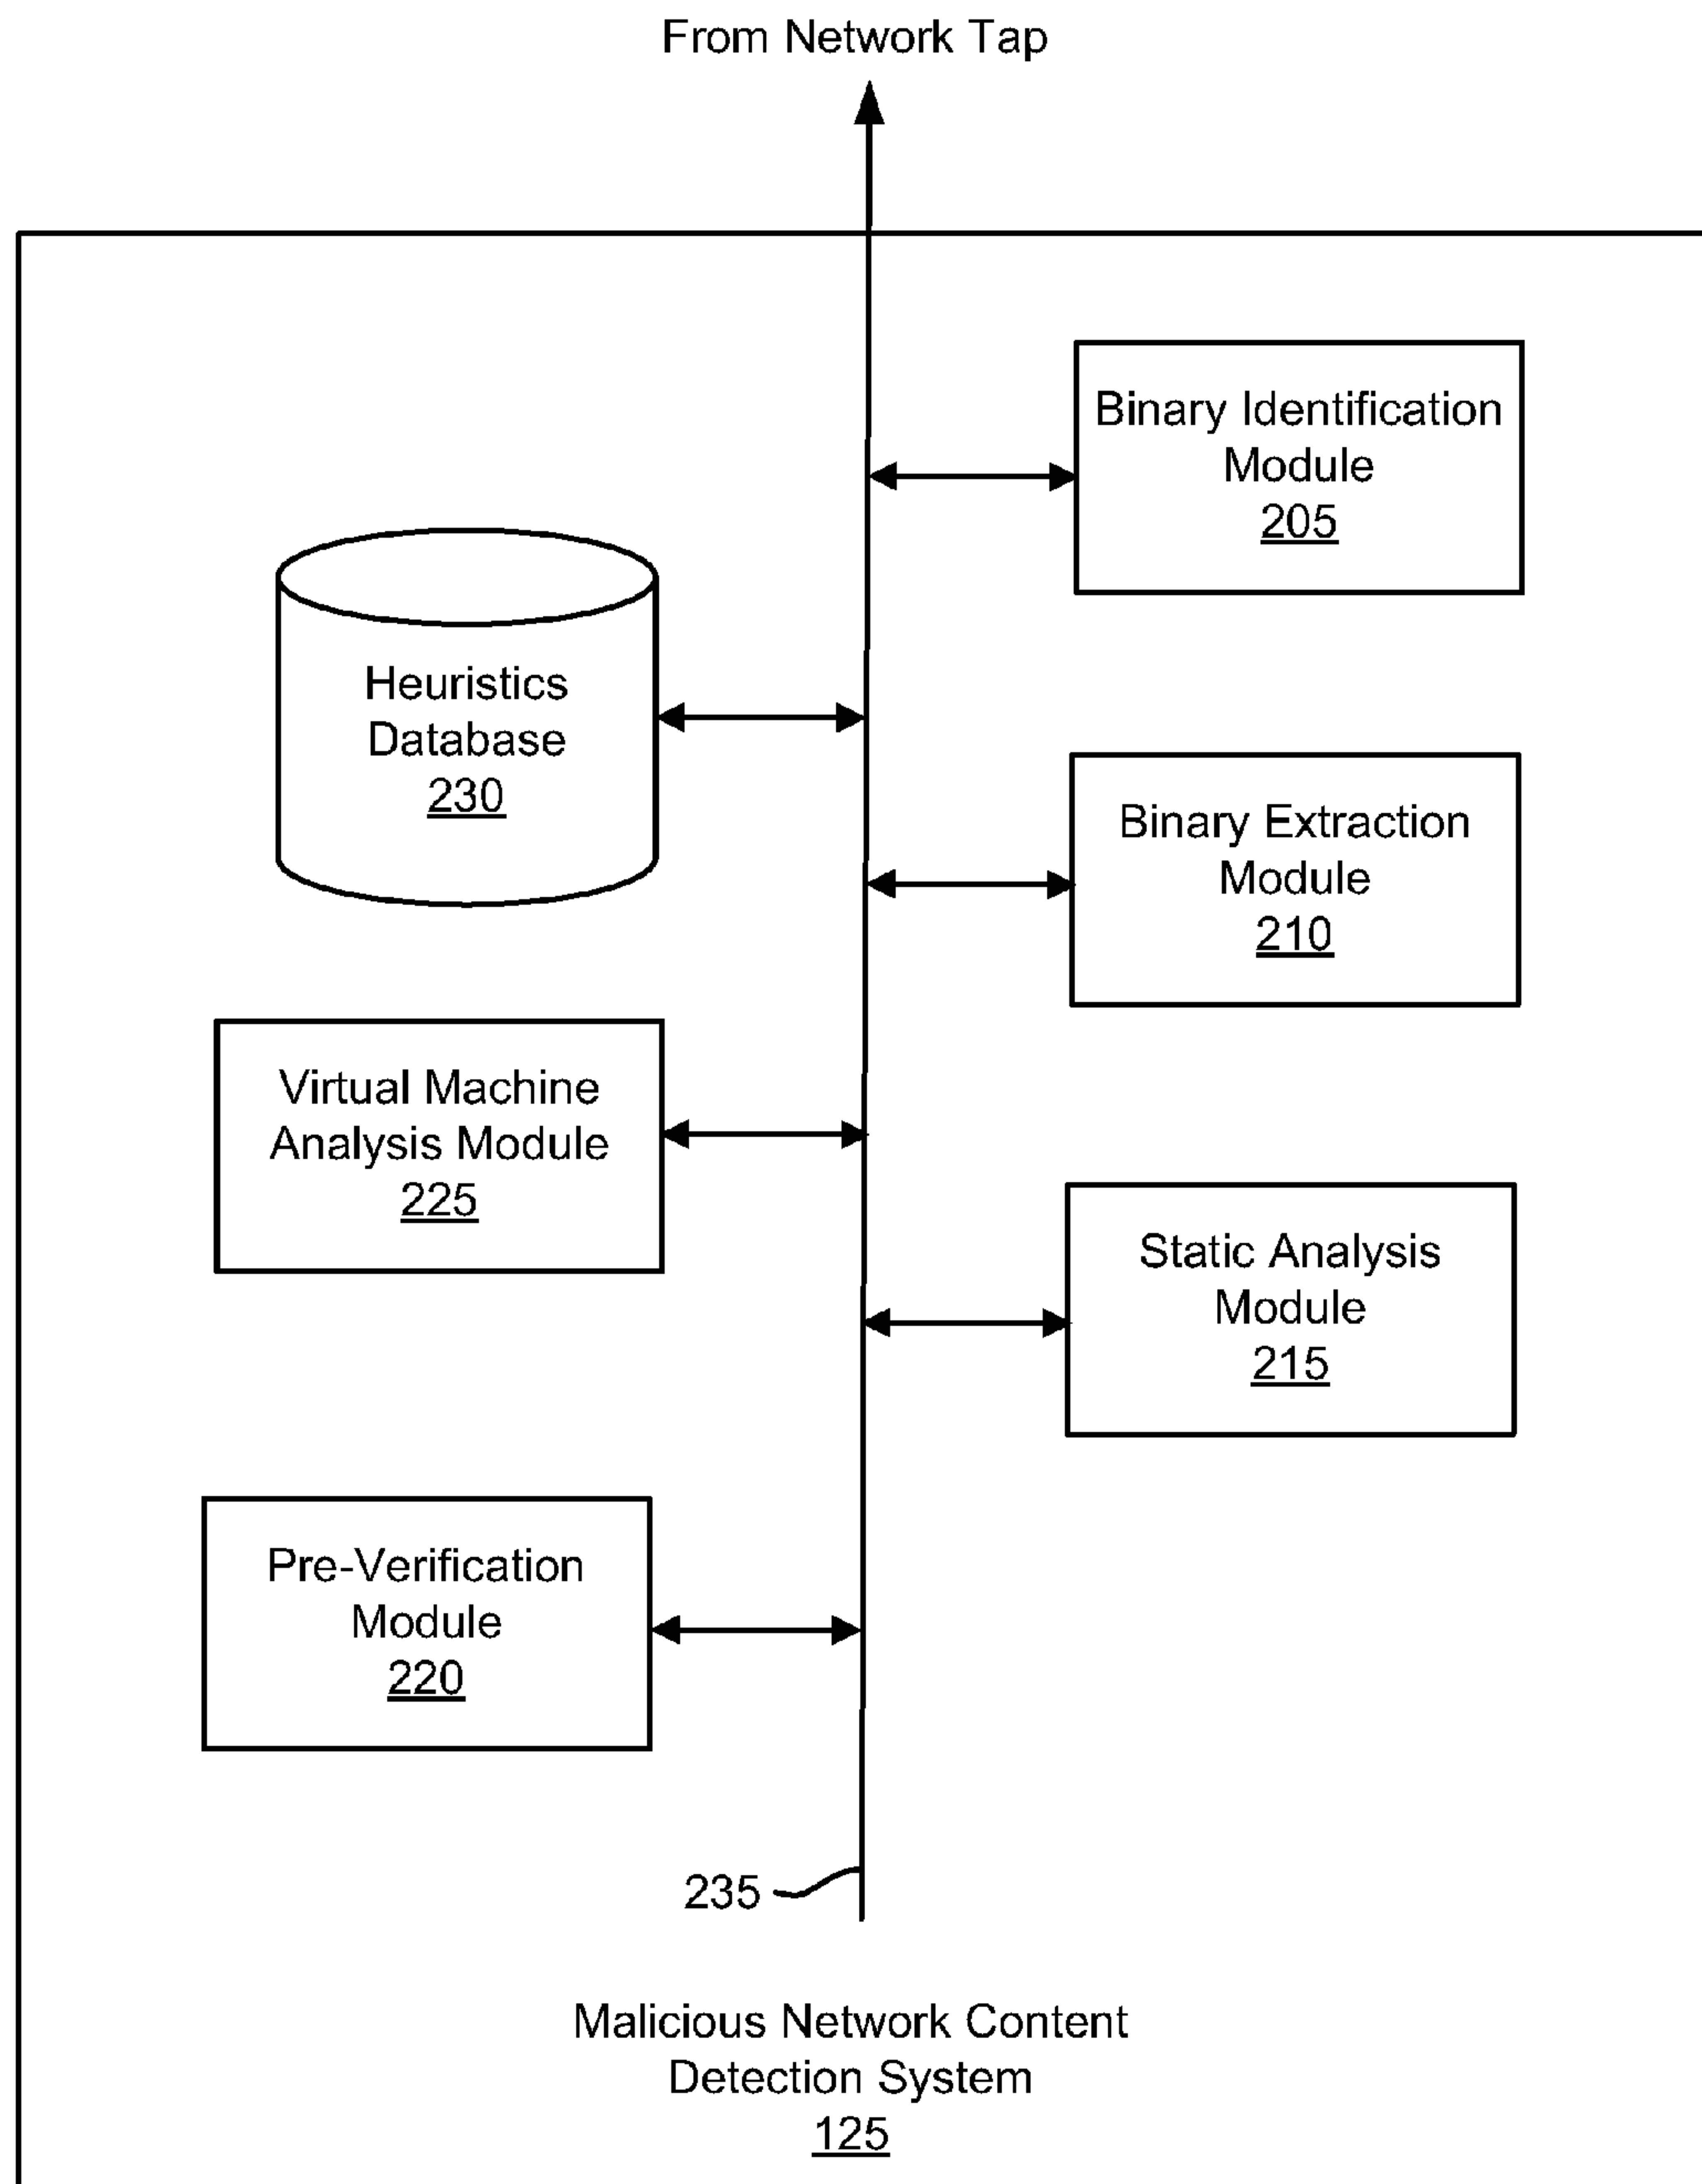 From Network Tap
Binary Identification
Module
205
Heuristics
Database
230
Binary Extraction
Module
210
Virtual Machine
Analysis Module
225
Static Analysis
Module
215
Pre-Verification
Module
220
235
Malicious Network Content
Detection System
125